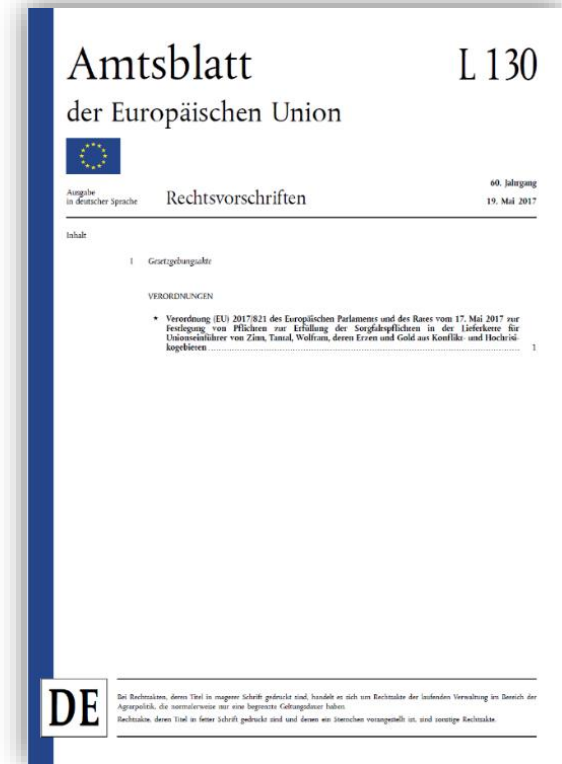 Amtsblatt
L 130
der Europäischen Union
Ausgabe
in deutscher Sprache
Rechtsvorschriften
60. Jahrgang
19. Mai 2017
Inhalt
I Gesetzgebungsakte
VERORDNUNGEN
★ Verordnung (EU) 2017/821 des Europäischen Parlaments und des Rates vom 17. Mai 2017 zur
Festlegung von Pflichten zur Erfüllung der Sorgfaltspflichten in der Lieferkette für
Unionseinführer von Zinn, Tantal, Wolfram, deren Erzen und Gold aus Konflikt- und Hochrisi-
kogebieten 1
DE
Bei Rechtsakten, deren Titel in magerer Schrift gedruckt sind, handelt es sich um Rechtsakte der laufenden Verwaltung im Bereich der
Agrarpolitik, die normalerweise nur eine begrenzte Geltungsdauer haben.
Rechtsakte, deren Titel in fetter Schrift gedruckt sind und denen ein Sternchen vorangestellt ist, sind sonstige Rechtsakte.